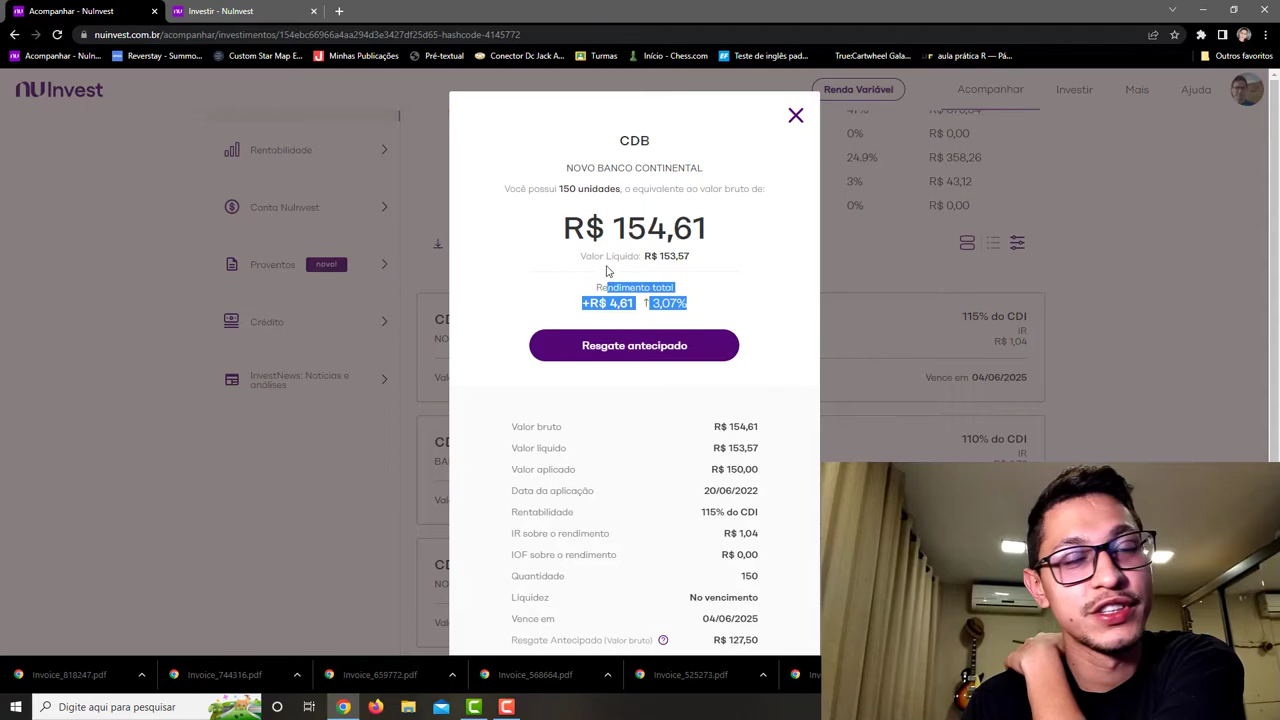 Acompanhar - NuInvest
Investir - NuInvest
nuinvest.com.br/acompanhar/investimentos/154ebc66966a4aa294d3e3427df25d65-hashcode-4145772
Acompanhar - NuInv...
Reverstay - Summo...
Custom Star Map E...
Minhas Publicações
Pré-textual
Conector Dc Jack A...
Turmas
Início - Chess.com
Teste de inglês pad...
TrueCartwheel Gala...
aula prática R — Pá...
Outros favoritos
nuInvest
Renda Variável
Acompanhar
Investir
Mais
Ajuda
Rentabilidade
Conta NuInvest
Proventos
novo!
Crédito
InvestNews: Notícias e
análises
0%
R$ 0,00
24.9%
R$ 358,26
3%
R$ 43,12
0%
R$ 0,00
115% do CDI
IR
R$ 1,04
Vence em 04/06/2025
110% do CDI
IR
CDB
NOVO BANCO CONTINENTAL
Você possui 150 unidades, o equivalente ao valor bruto de:
R$ 154,61
Valor Líquido: R$ 153,57
Rendimento total
+R$ 4,61 ↑ 3,07%
Resgate antecipado
Valor bruto R$ 154,61
Valor líquido R$ 153,57
Valor aplicado R$ 150,00
Data da aplicação 20/06/2022
Rentabilidade 115% do CDI
IR sobre o rendimento R$ 1,04
IOF sobre o rendimento R$ 0,00
Quantidade 150
Liquidez No vencimento
Vence em 04/06/2025
Resgate Antecipado (Valor bruto) R$ 127,50
Invoice_818247.pdf
Invoice_744316.pdf
Invoice_659772.pdf
Invoice_568664.pdf
Invoice_525273.pdf
Digite aqui para pesquisar